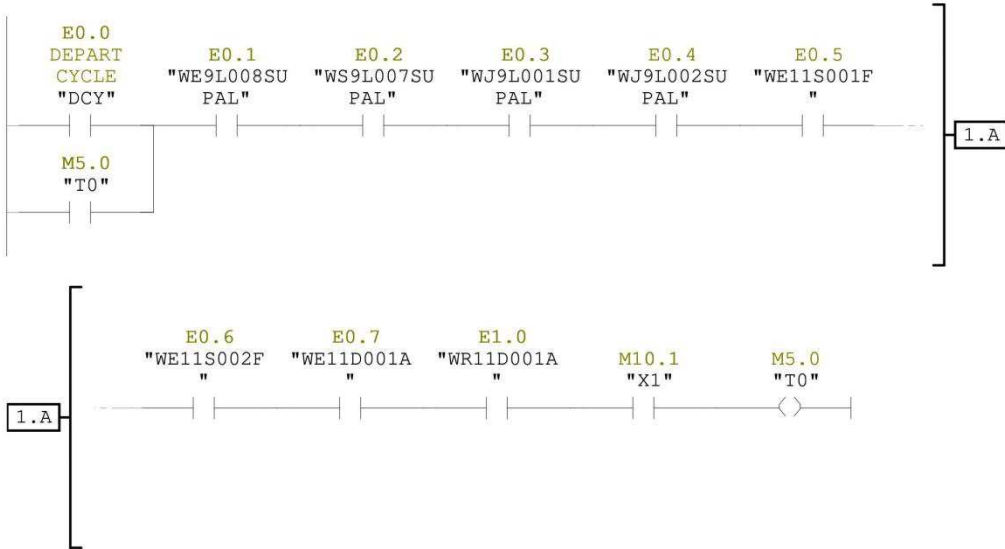 E0.0
DEPART
CYCLE
"DCY"
E0.1
"WE9L008SU
PAL"
E0.2
"WS9L007SU
PAL"
E0.3
"WJ9L001SU
PAL"
E0.4
"WJ9L002SU
PAL"
E0.5
"WE11S001F
"
1.A
M5.0
"T0"
1.A
E0.6
"WE11S002F
"
E0.7
"WE11D001A
"
E1.0
"WR11D001A
"
M10.1
"X1"
M5.0
"T0"